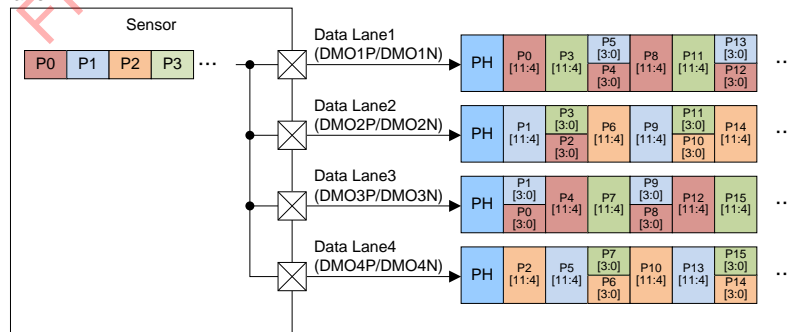 Sensor
P0 P1 P2 P3 ...
Data Lane1
(DMO1P/DMO1N)
PH
P0
[11:4]
P3
[11:4]
P5
[3:0]
P4
[3:0]
P8
[11:4]
P11
[11:4]
P13
[3:0]
P12
[3:0]
..
Data Lane2
(DMO2P/DMO2N)
PH
P1
[11:4]
P3
[3:0]
P2
[3:0]
P6
[11:4]
P9
[11:4]
P11
[3:0]
P10
[3:0]
P14
[11:4]
..
Data Lane3
(DMO3P/DMO3N)
PH
P1
[3:0]
P0
[3:0]
P4
[11:4]
P7
[11:4]
P9
[3:0]
P8
[3:0]
P12
[11:4]
P15
[11:4]
..
Data Lane4
(DMO4P/DMO4N)
PH
P2
[11:4]
P5
[11:4]
P7
[3:0]
P6
[3:0]
P10
[11:4]
P13
[11:4]
P15
[3:0]
P14
[3:0]
..